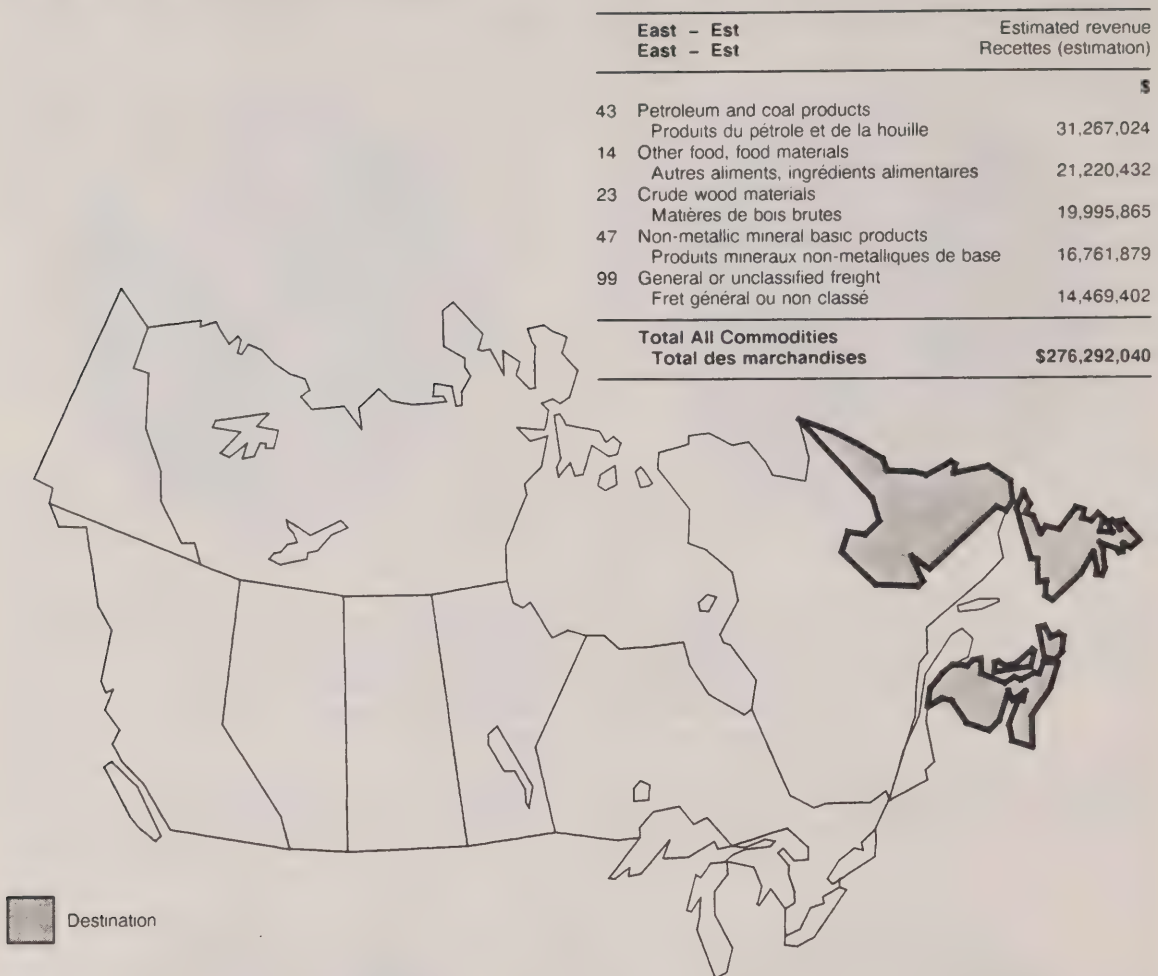 East – Est Estimated revenue
East – Est Recettes (estimation)
$
43 Petroleum and coal products
Produits du pétrole et de la houille 31,267,024
14 Other food, food materials
Autres aliments, ingrédients alimentaires 21,220,432
23 Crude wood materials
Matières de bois brutes 19,995,865
47 Non-metallic mineral basic products
Produits mineraux non-metalliques de base 16,761,879
99 General or unclassified freight
Fret général ou non classé 14,469,402
Total All Commodities
Total des marchandises $276,292,040
Destination